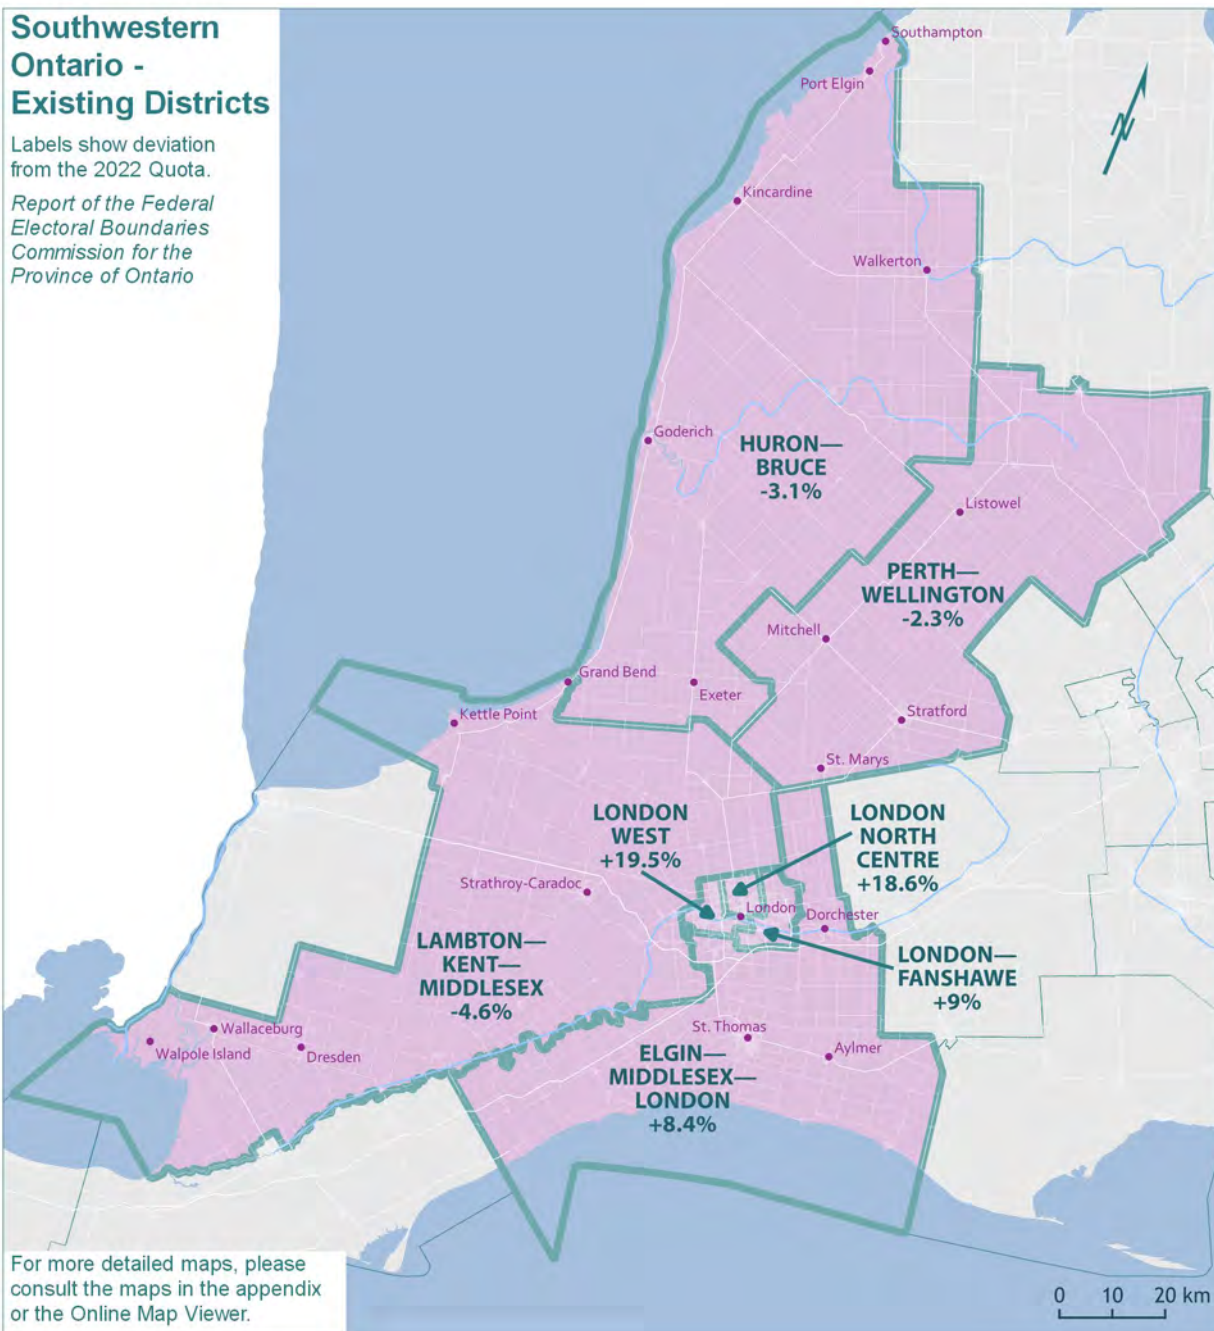 Southwestern
Ontario -
Existing Districts
Labels show deviation
from the 2022 Quota.
Report of the Federal
Electoral Boundaries
Commission for the
Province of Ontario
Southampton
Port Elgin
Kincardine
Walkerton
Goderich
HURON—
BRUCE
-3.1%
Listowel
PERTH—
WELLINGTON
-2.3%
Mitchell
Grand Bend
Exeter
Kettle Point
Stratford
St. Marys
LONDON
WEST
+19.5%
LONDON
NORTH
CENTRE
+18.6%
Strathroy-Caradoc
London
Dorchester
LAMBTON—
KENT—
MIDDLESEX
-4.6%
LONDON—
FANSHAWE
+9%
Wallaceburg
Walpole Island
Dresden
St. Thomas
Aylmer
ELGIN—
MIDDLESEX—
LONDON
+8.4%
For more detailed maps, please
consult the maps in the appendix
or the Online Map Viewer.
0 10 20 km